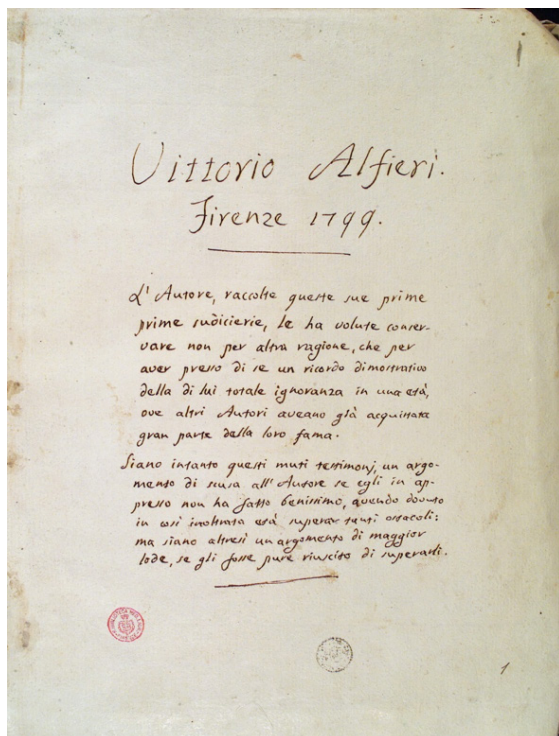 Vittorio Alfieri.
Firenze 1799.
L'Autore, raccolte queste sue prime
prime sudicierie, le ha volute conser-
vare non per altra ragione, che per
aver presso di se un ricordo dimostrativo
della di lui totale ignoranza in una età,
ove altri Autori aveano già acquistata
gran parte della loro fama.
Siano intanto questi muti testimonj, un argo-
mento di scusa all'Autore se egli in ap-
presso non ha fatto benissimo, avendo dovuto
in così inoltrata età superar tanti ostacoli:
ma siano altresì un argomento di maggior
lode, se gli fosse pure riuscito di superarli.
1